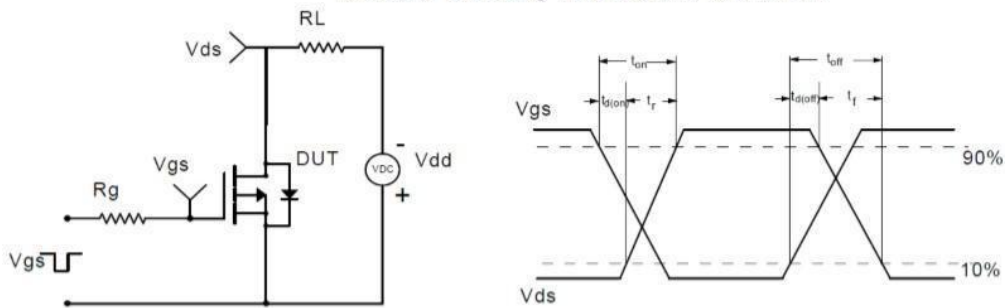 RL
Vds
Vgs
DUT
Rg
Vgs
VDC
-
Vdd
+
ton
toff
td(on)
tr
td(off)
tf
Vgs
90%
10%
Vds